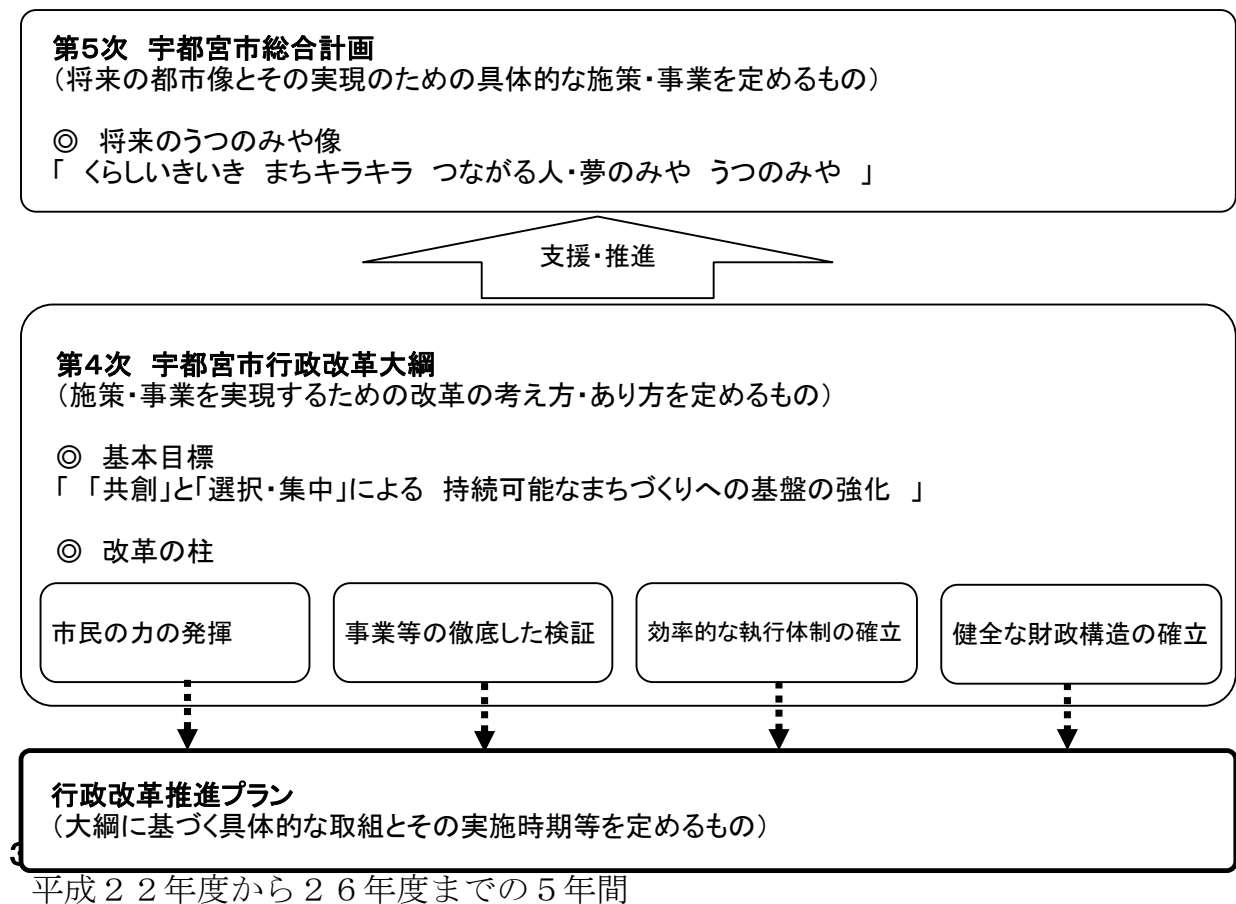 第5次 宇都宮市総合計画
（将来の都市像とその実現のための具体的な施策・事業を定めるもの）
◎ 将来のうつのみや像
「 くらしいきいき まちキラキラ つながる人・夢のみや うつのみや 」
支援・推進
第4次 宇都宮市行政改革大綱
（施策・事業を実現するための改革の考え方・あり方を定めるもの）
◎ 基本目標
「 「共創」と「選択・集中」による 持続可能なまちづくりへの基盤の強化 」
◎ 改革の柱
市民の力の発揮
事業等の徹底した検証
効率的な執行体制の確立
健全な財政構造の確立
行政改革推進プラン
（大綱に基づく具体的な取組とその実施時期等を定めるもの）
平成２２年度から２６年度までの５年間